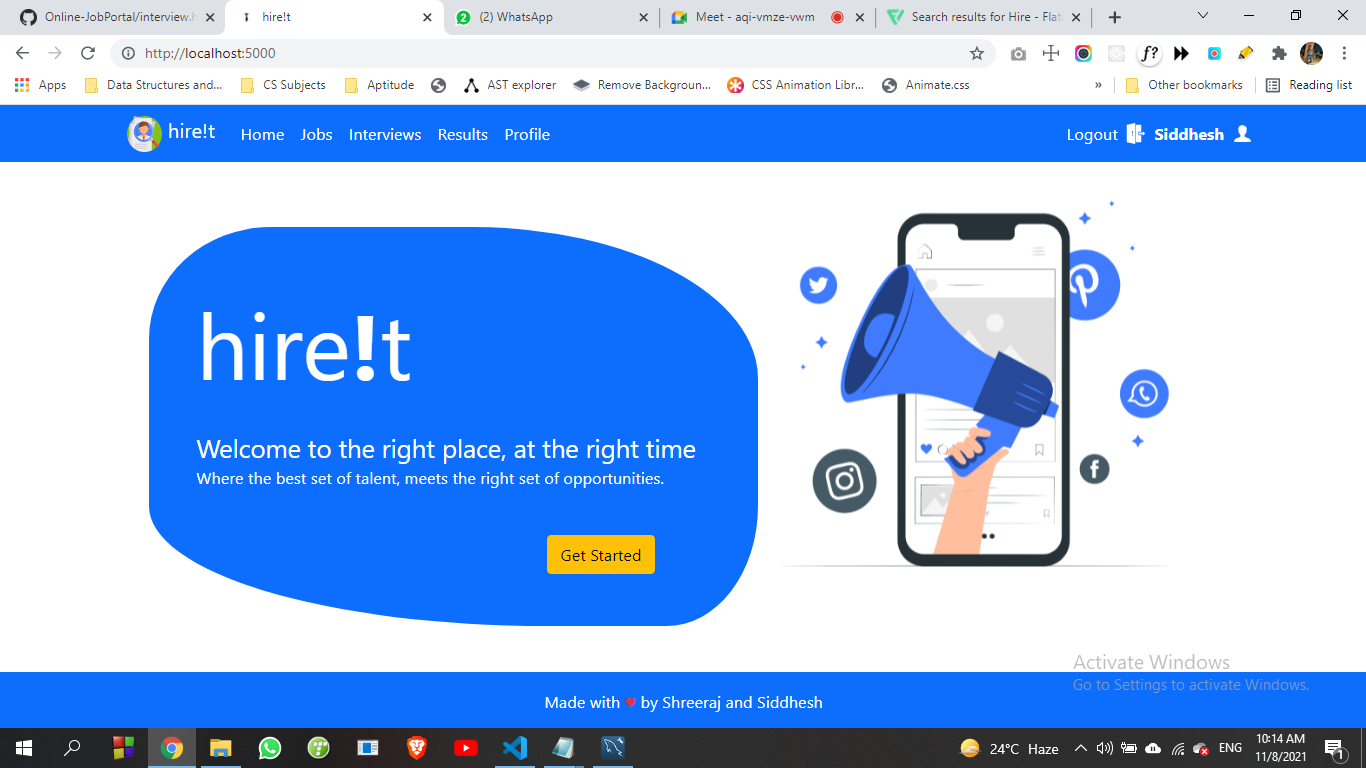 Online-JobPortal/interview.h
hire!t
(2) WhatsApp
Meet - aqi-vmze-vwm
Search results for Hire - Flat
http://localhost:5000
Apps
Data Structures and...
CS Subjects
Aptitude
AST explorer
Remove Backgroun...
CSS Animation Libr...
Animate.css
»
Other bookmarks
Reading list
hire!t
Home
Jobs
Interviews
Results
Profile
Logout
Siddhesh
hire!t
Welcome to the right place, at the right time
Where the best set of talent, meets the right set of opportunities.
Get Started
Activate Windows
Go to Settings to activate Windows.
Made with ♥ by Shreeraj and Siddhesh
24°C Haze
ENG
10:14 AM
11/8/2021
1